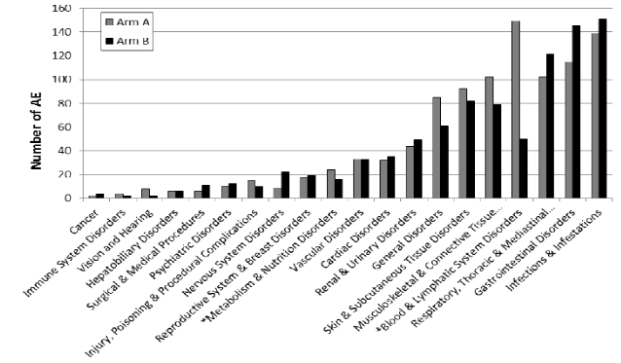 160
140
120
100
80
60
40
20
0
Number of AE
Arm A
Arm B
Cancer
Immune System Disorders
Vision and Hearing
Hepatobiliary Disorders
Surgical & Medical Procedures
Psychiatric Disorders
Injury, Poisoning & Procedural Complications
Nervous System Disorders
Reproductive System & Breast Disorders
*Metabolism & Nutrition Disorders
Vascular Disorders
Cardiac Disorders
Renal & Urinary Disorders
General Disorders
Skin & Subcutaneous Tissue Disorders
Musculoskeletal & Connective Tissue...
*Blood & Lymphatic System Disorders
Respiratory, Thoracic & Mediastinal...
Gastrointestinal Disorders
Infections & Infestations